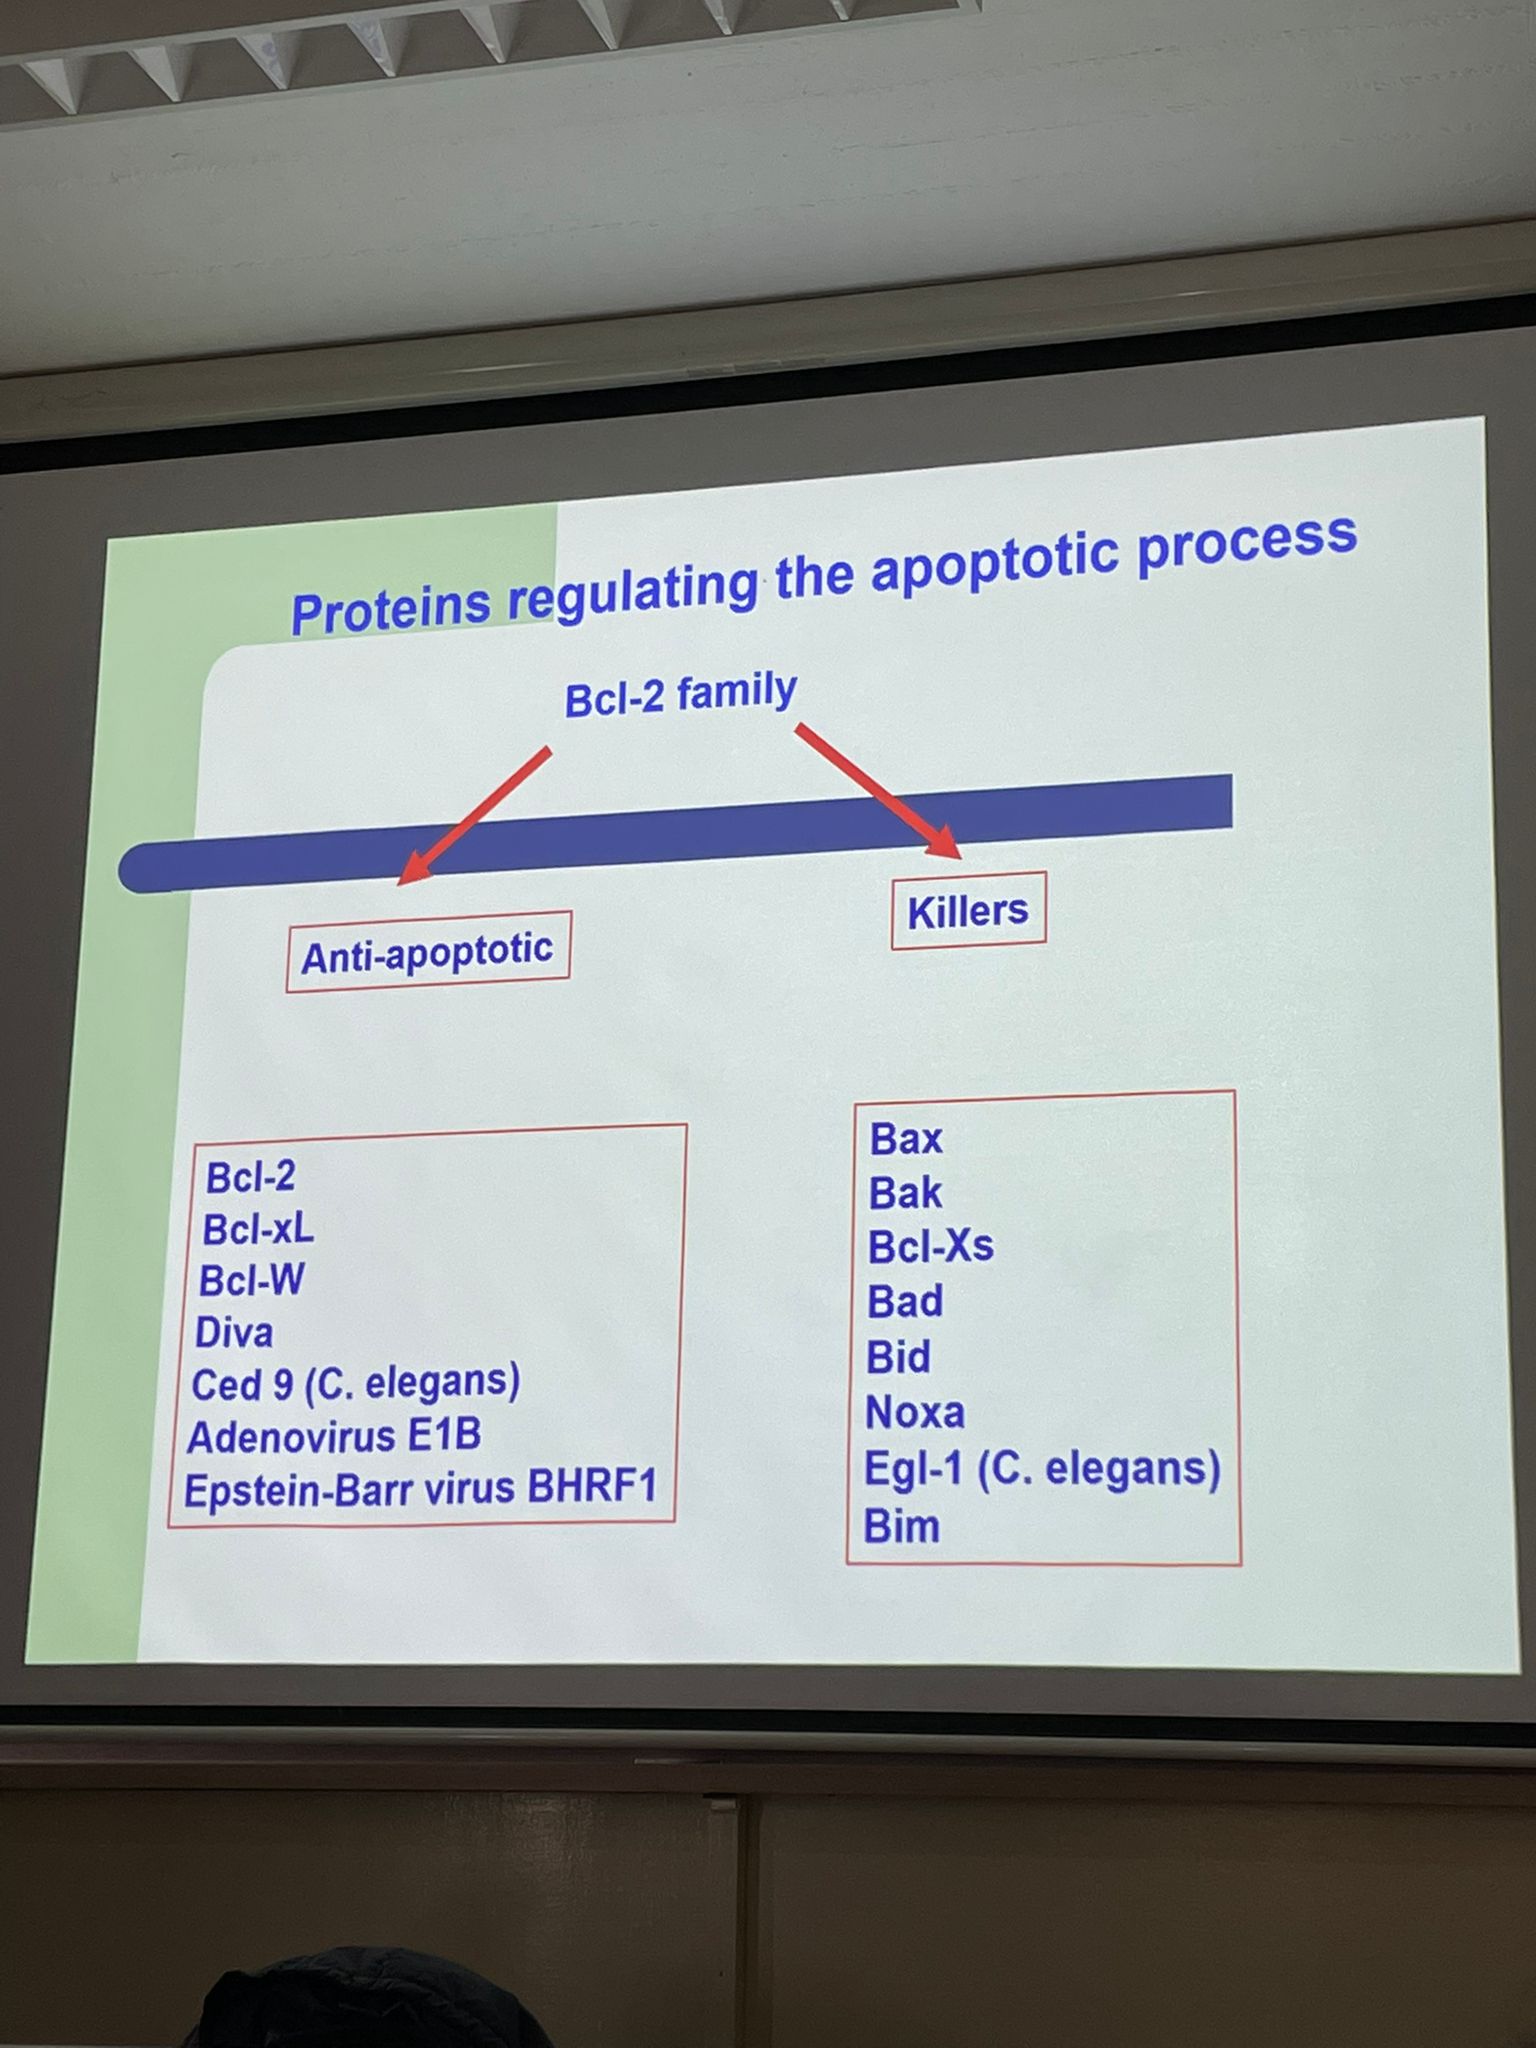 Proteins regulating the apoptotic process
Bcl-2 family
Anti-apoptotic
Killers
Bcl-2
Bcl-xL
Bcl-W
Diva
Ced 9 (C. elegans)
Adenovirus E1B
Epstein-Barr virus BHRF1
Bax
Bak
Bcl-Xs
Bad
Bid
Noxa
Egl-1 (C. elegans)
Bim